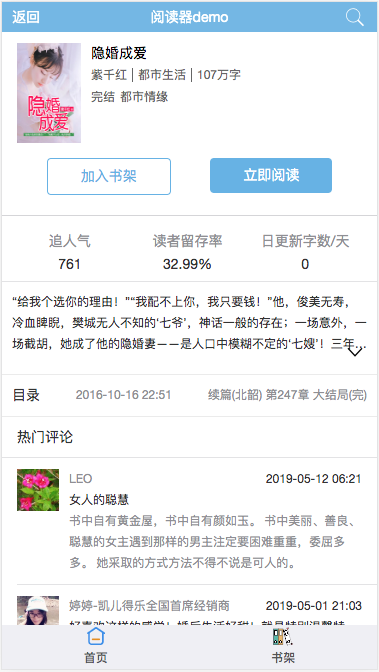 返回 阅读器demo
隐婚成爱
紫千红 | 都市生活 | 107万字
完结 都市情缘
隐婚
成爱
加入书架 立即阅读
追人气 读者留存率 日更新字数/天
761 32.99% 0
“给我个选你的理由！”“我配不上你，我只要钱！”他，俊美无寿，
冷血睥睨，樊城无人不知的‘七爷’，神话一般的存在；一场意外，一
场截胡，她成了他的隐婚妻——是人口中模糊不定的‘七嫂’！三年…
目录 2016-10-16 22:51 续篇(北韶) 第247章 大结局(完)
热门评论
LEO 2019-05-12 06:21
女人的聪慧
书中自有黄金屋，书中自有颜如玉。 书中美丽、善良、
聪慧的女主遇到那样的男主注定要困难重重，委屈多
多。 她采取的方式方法不得不说是可人的。
婷婷-凯儿得乐全国首席经销商 2019-05-01 21:03
首页 书架